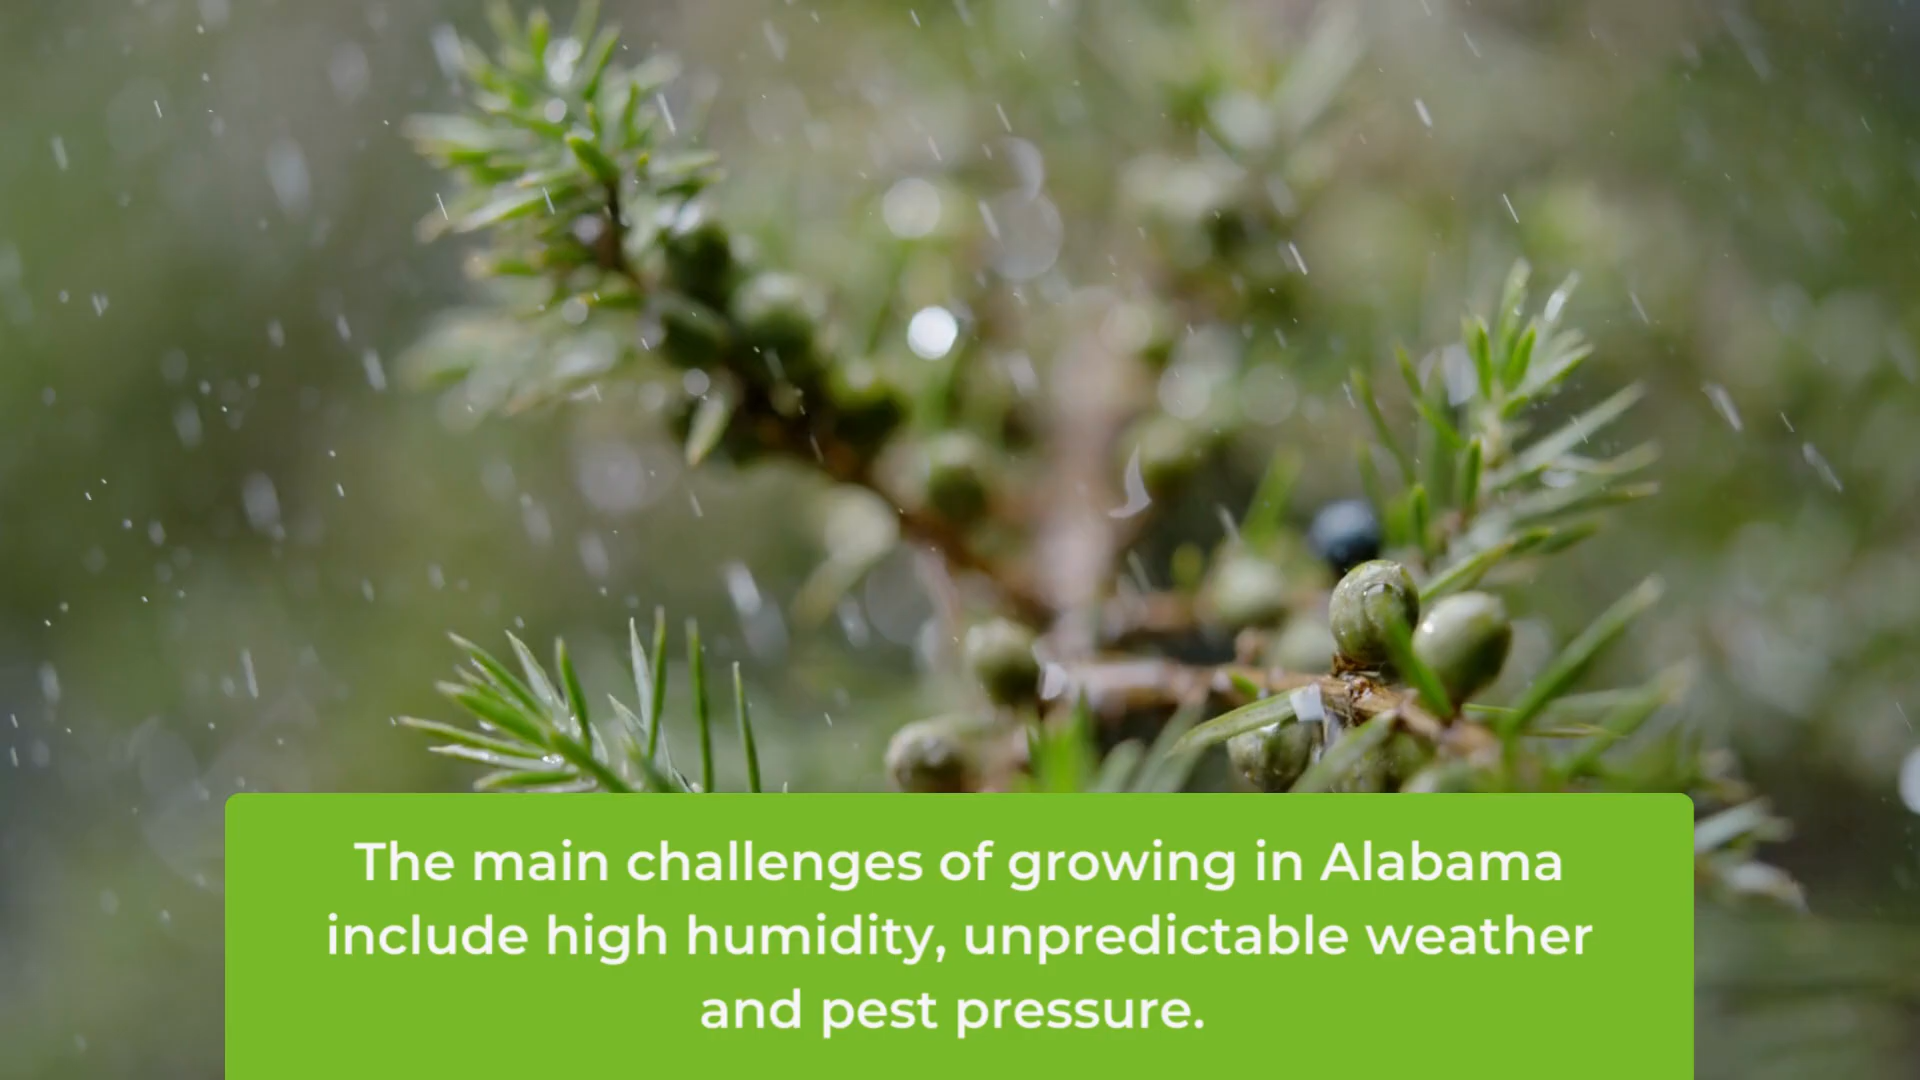 The main challenges of growing in Alabama
include high humidity, unpredictable weather
and pest pressure.